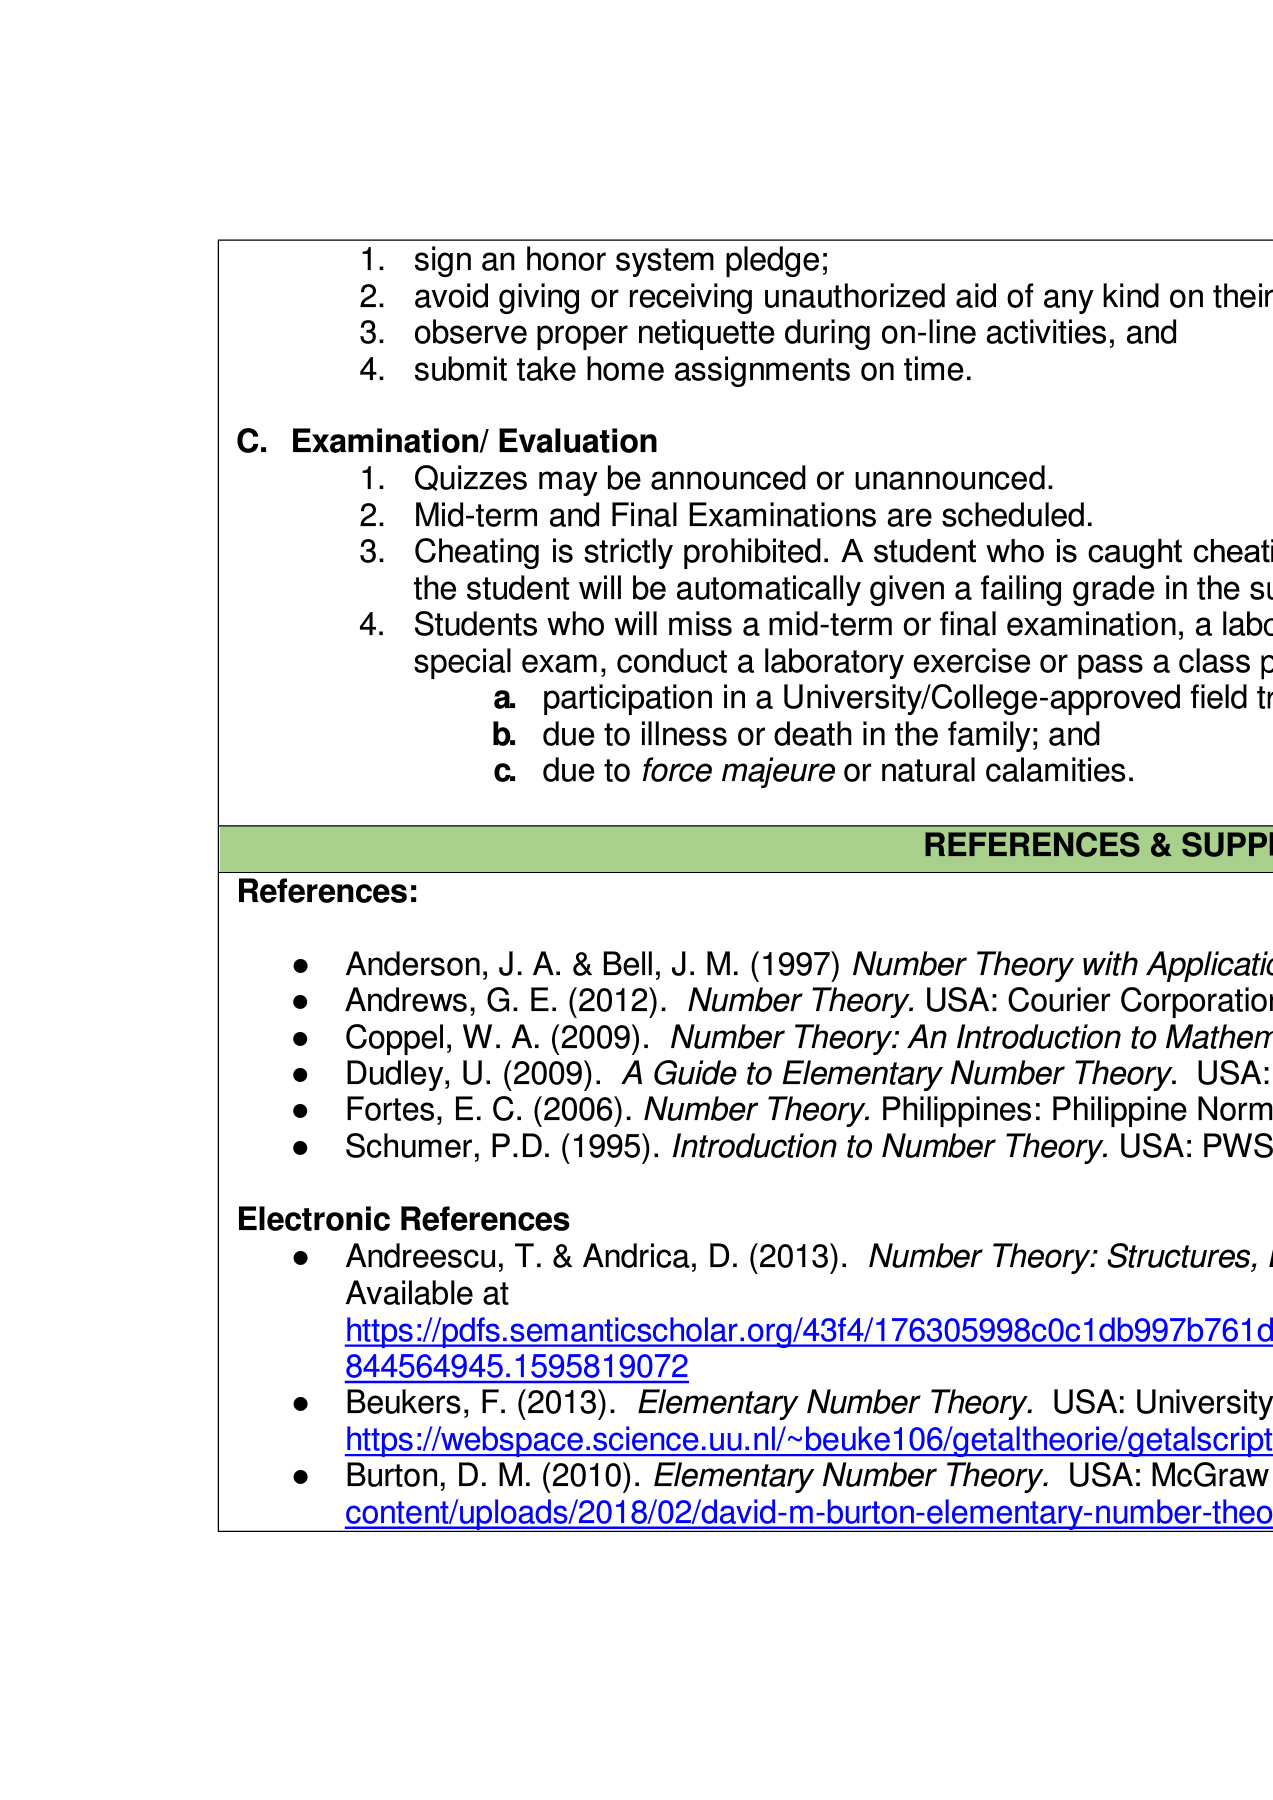 1. sign an honor system pledge;
2. avoid giving or receiving unauthorized aid of any kind on their
3. observe proper netiquette during on-line activities, and
4. submit take home assignments on time.
C. Examination/ Evaluation
1. Quizzes may be announced or unannounced.
2. Mid-term and Final Examinations are scheduled.
3. Cheating is strictly prohibited. A student who is caught cheati
the student will be automatically given a failing grade in the su
4. Students who will miss a mid-term or final examination, a labo
special exam, conduct a laboratory exercise or pass a class p
a. participation in a University/College-approved field tr
b. due to illness or death in the family; and
c. due to force majeure or natural calamities.
REFERENCES & SUPP
References:
● Anderson, J. A. & Bell, J. M. (1997) Number Theory with Applicatio
● Andrews, G. E. (2012). Number Theory. USA: Courier Corporation
● Coppel, W. A. (2009). Number Theory: An Introduction to Mathem
● Dudley, U. (2009). A Guide to Elementary Number Theory. USA:
● Fortes, E. C. (2006). Number Theory. Philippines: Philippine Norm
● Schumer, P.D. (1995). Introduction to Number Theory. USA: PWS
Electronic References
● Andreescu, T. & Andrica, D. (2013). Number Theory: Structures,
Available at
https://pdfs.semanticscholar.org/43f4/176305998c0c1db997b761d
844564945.1595819072
● Beukers, F. (2013). Elementary Number Theory. USA: University
https://webspace.science.uu.nl/~beuke106/getaltheorie/getalscript
● Burton, D. M. (2010). Elementary Number Theory. USA: McGraw
content/uploads/2018/02/david-m-burton-elementary-number-theo